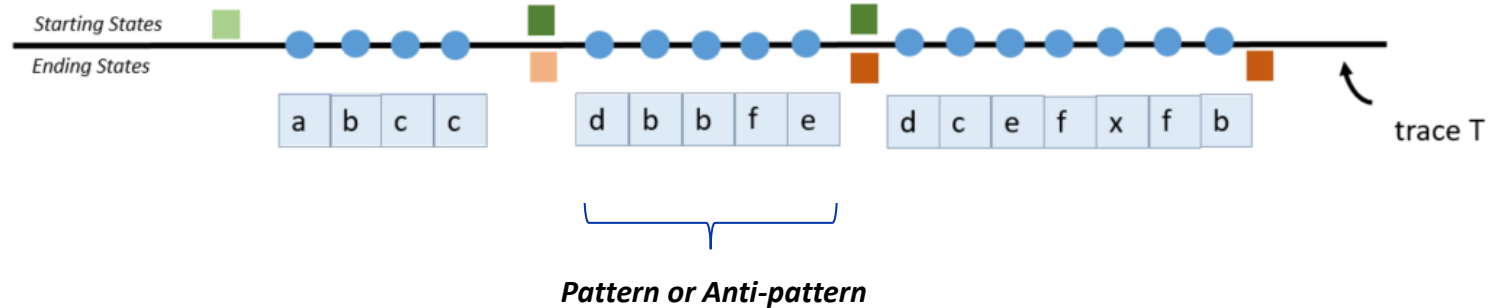 Starting States
Ending States
a b c c
d b b f e
d c e f x f b
trace T
Pattern or Anti-pattern